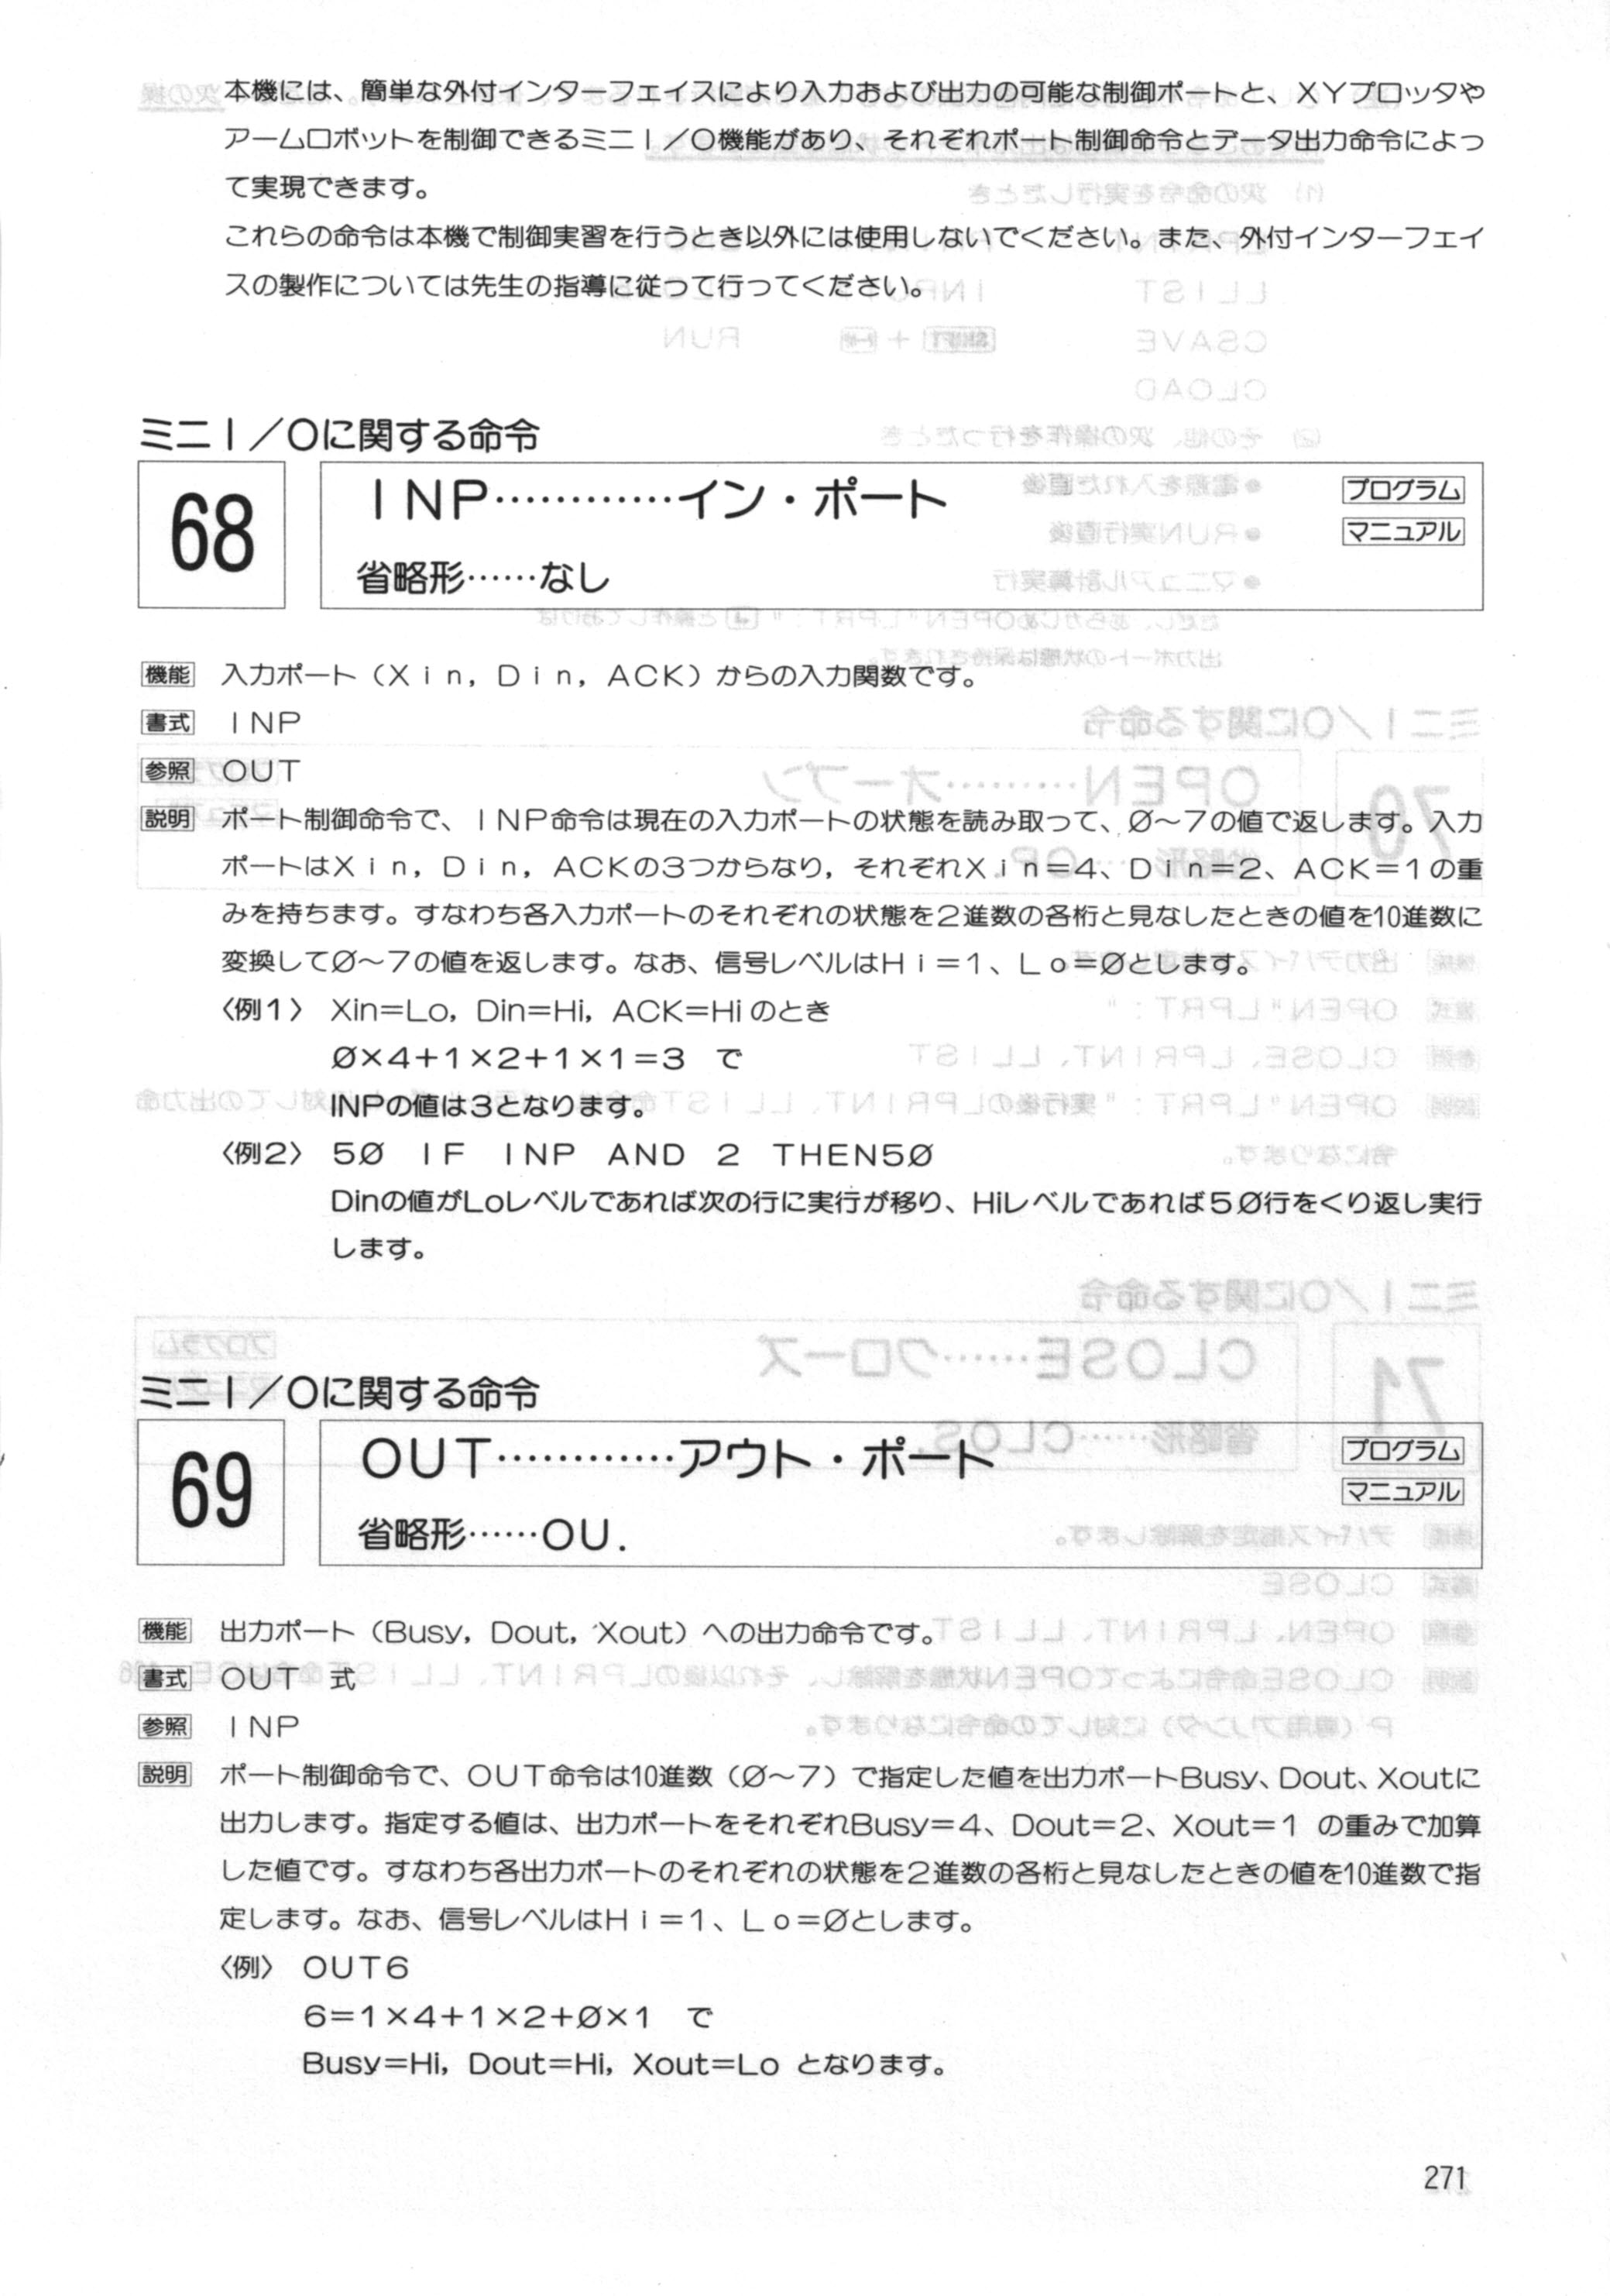 本機には、簡単な外付インターフェイスにより入力および出力の可能な制御ポートと、XYプロッタや
アームロボットを制御できるミニI／O機能があり、それぞれポート制御命令とデータ出力命令によっ
て実現できます。
これらの命令は本機で制御実習を行うとき以外には使用しないでください。また、外付インターフェイ
スの製作については先生の指導に従って行ってください。
ミニI／Oに関する命令
68
INP…………イン・ポート
プログラム
マニュアル
省略形……なし
機能 入力ポート（Xin，Din，ACK）からの入力関数です。
書式 INP
参照 OUT
説明 ポート制御命令で、INP命令は現在の入力ポートの状態を読み取って、Ø〜7の値で返します。入力
ポートはXin，Din，ACKの3つからなり，それぞれXin＝4、Din＝2、ACK＝1の重
みを持ちます。すなわち各入力ポートのそれぞれの状態を2進数の各桁と見なしたときの値を10進数に
変換してØ〜7の値を返します。なお、信号レベルはHi＝1、Lo＝Øとします。
〈例1〉 Xin＝Lo，Din＝Hi，ACK＝Hiのとき
Ø×4＋1×2＋1×1＝3 で
INPの値は3となります。
〈例2〉 5Ø IF INP AND 2 THEN5Ø
Dinの値がLoレベルであれば次の行に実行が移り、Hiレベルであれば5Ø行をくり返し実行
します。
ミニI／Oに関する命令
69
OUT…………アウト・ポート
プログラム
マニュアル
省略形……OU.
機能 出力ポート（Busy，Dout，Xout）への出力命令です。
書式 OUT 式
参照 INP
説明 ポート制御命令で、OUT命令は10進数（Ø〜7）で指定した値を出力ポートBusy、Dout、Xoutに
出力します。指定する値は、出力ポートをそれぞれBusy＝4、Dout＝2、Xout＝1 の重みで加算
した値です。すなわち各出力ポートのそれぞれの状態を2進数の各桁と見なしたときの値を10進数で指
定します。なお、信号レベルはHi＝1、Lo＝Øとします。
〈例〉 OUT6
6＝1×4＋1×2＋Ø×1 で
Busy＝Hi，Dout＝Hi，Xout＝Lo となります。
271